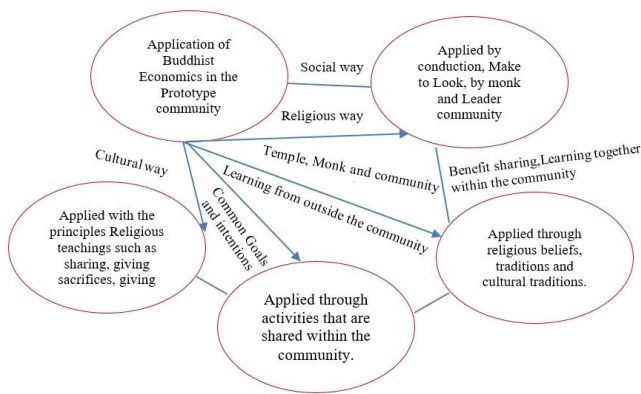 Application of
Buddhist
Economics in the
Prototype
community
Social way
Religious way
Applied by
conduction, Make
to Look, by monk
and Leader
community
Cultural way
Temple, Monk and community
Learning from outside the community
Common Goals
and intentions
Benefit sharing,Learning together
within the community
Applied with the
principles Religious
teachings such as
sharing, giving
sacrifices, giving
Applied through
activities that are
shared within the
community.
Applied through
religious beliefs,
traditions and
cultural traditions.